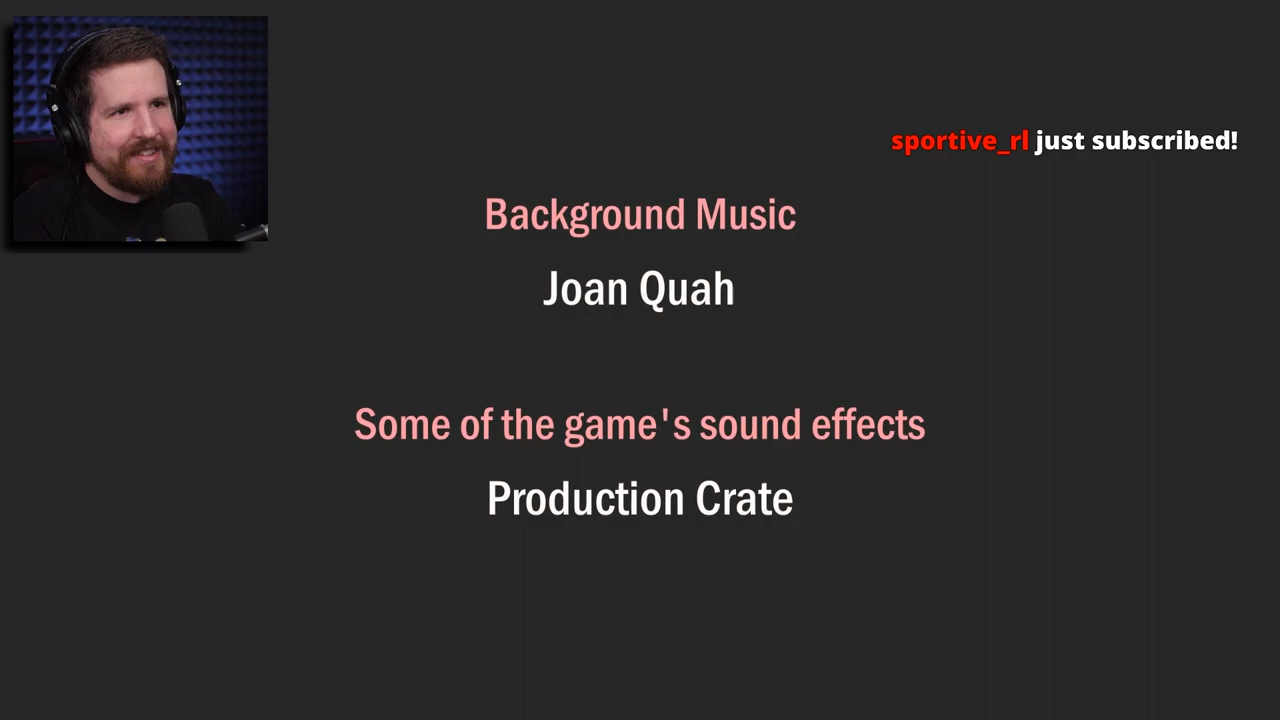 sportive_rl just subscribed!
Background Music
Joan Quah
Some of the game's sound effects
Production Crate